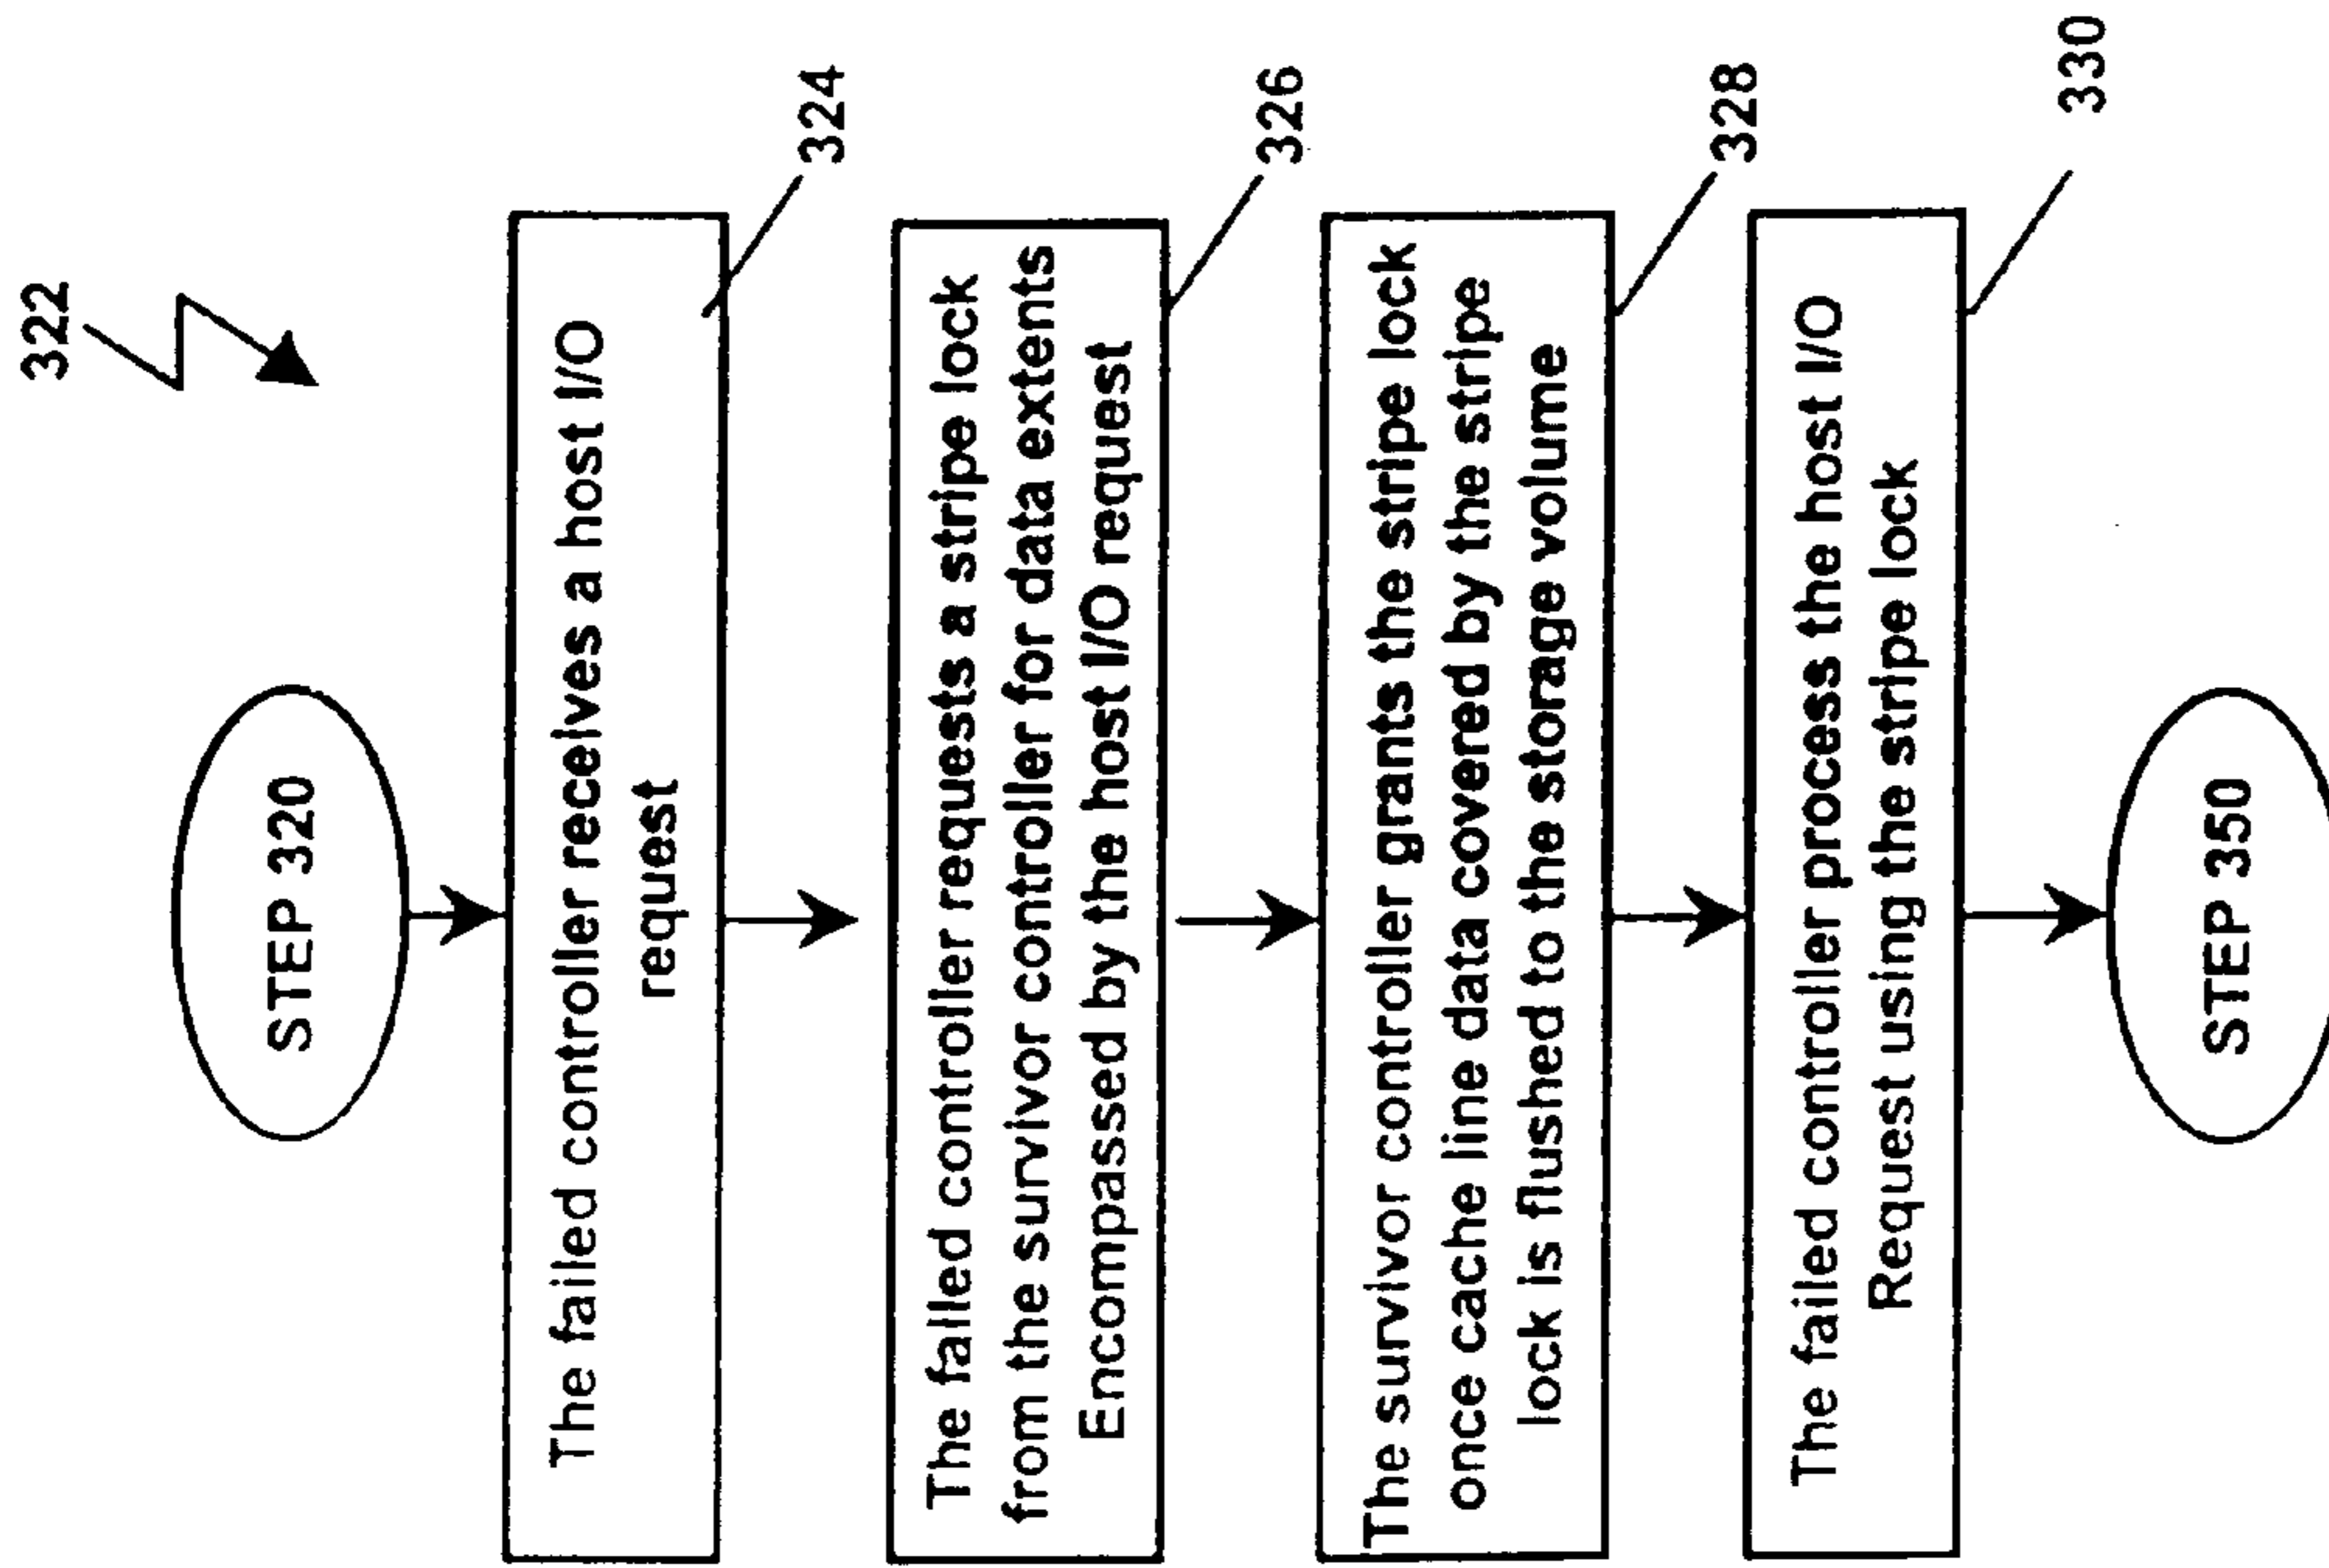 322
STEP 320
The failed controller receives a host I/O
request
324
The failed controller requests a stripe lock
from the survivor controller for data extents
Encompassed by the host I/O request
326
The survivor controller grants the stripe lock
once cache line data covered by the stripe
lock is flushed to the storage volume
328
The failed controller process the host I/O
Request using the stripe lock
330
STEP 350